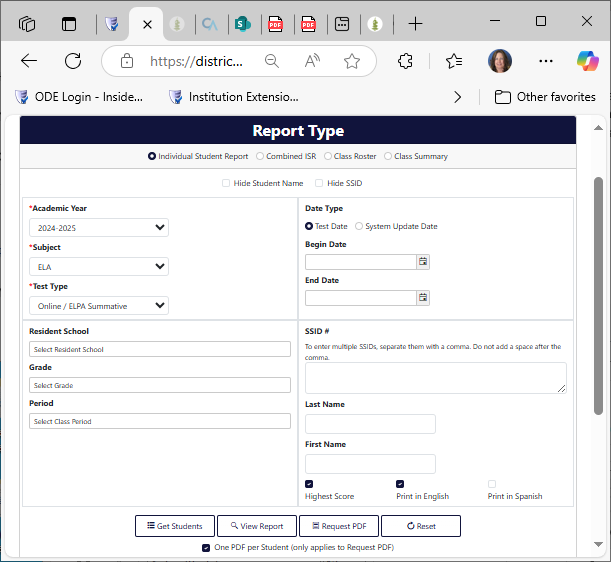 CA
S
PDF
PDF
https://distric...
A
ODE Login - Inside...
Institution Extensio...
Other favorites
Report Type
Individual Student Report
Combined ISR
Class Roster
Class Summary
Hide Student Name
Hide SSID
*Academic Year
2024-2025
*Subject
ELA
*Test Type
Online / ELPA Summative
Date Type
Test Date
System Update Date
Begin Date
End Date
Resident School
Select Resident School
Grade
Select Grade
Period
Select Class Period
SSID #
To enter multiple SSIDs, separate them with a comma. Do not add a space after the
comma.
Last Name
First Name
Highest Score
Print in English
Print in Spanish
Get Students
View Report
Request PDF
Reset
One PDF per Student (only applies to Request PDF)